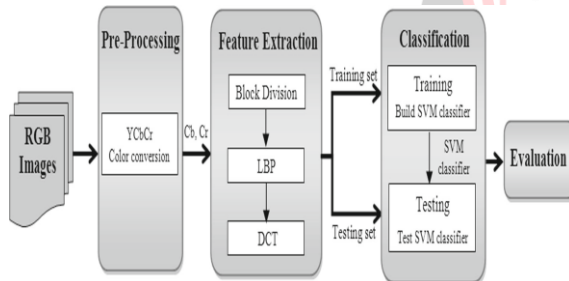 RGB
Images
Pre-Processing
YCbCr
Color conversion
Cb, Cr
Feature Extraction
Block Division
LBP
DCT
Training set
Testing set
Classification
Training
Build SVM classifier
SVM
classifier
Testing
Test SVM classifier
Evaluation